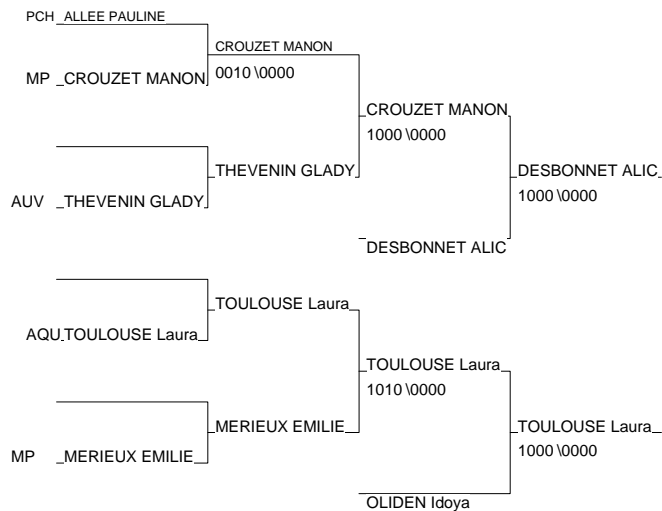 PCH ALLEE PAULINE
CROUZET MANON
MP CROUZET MANON
0010 \0000
CROUZET MANON
1000 \0000
THEVENIN GLADY
DESBONNET ALIC
AUV THEVENIN GLADY
1000 \0000
DESBONNET ALIC
TOULOUSE Laura
AQU TOULOUSE Laura
TOULOUSE Laura
1010 \0000
MERIEUX EMILIE
TOULOUSE Laura
MP MERIEUX EMILIE
1000 \0000
OLIDEN Idoya